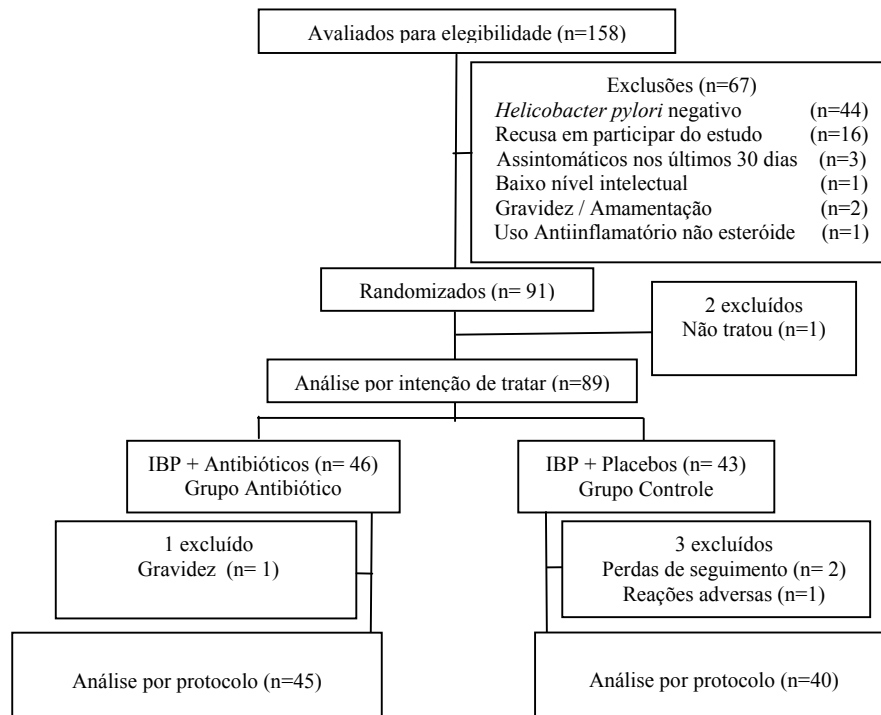 Avaliados para elegibilidade (n=158)
Exclusões (n=67)
Helicobacter pylori negativo (n=44)
Recusa em participar do estudo (n=16)
Assintomáticos nos últimos 30 dias (n=3)
Baixo nível intelectual (n=1)
Gravidez / Amamentação (n=2)
Uso Antiinflamatório não esteróide (n=1)
Randomizados (n= 91)
2 excluídos
Não tratou (n=1)
Análise por intenção de tratar (n=89)
IBP + Antibióticos (n= 46)
Grupo Antibiótico
IBP + Placebos (n= 43)
Grupo Controle
1 excluído
Gravidez (n= 1)
3 excluídos
Perdas de seguimento (n= 2)
Reações adversas (n=1)
Análise por protocolo (n=45)
Análise por protocolo (n=40)